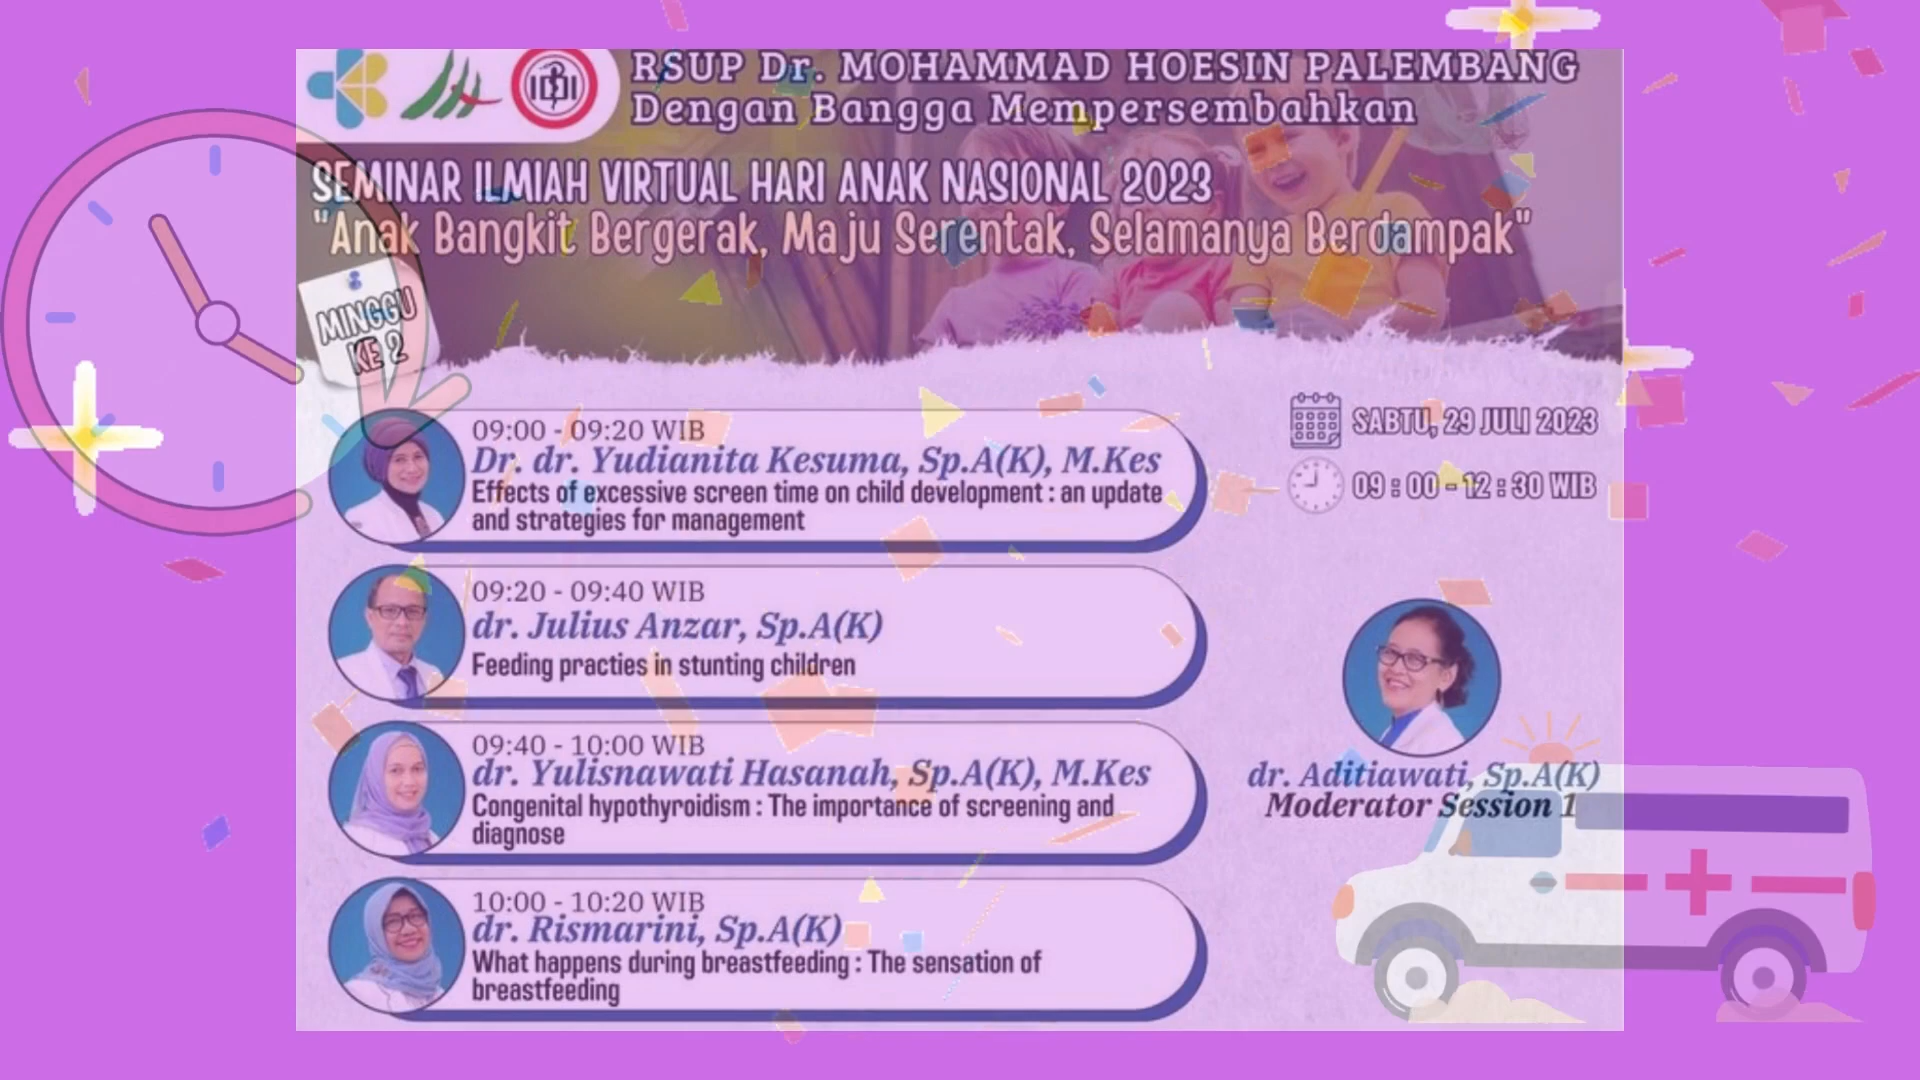 RSUP Dr. MOHAMMAD HOESIN PALEMBANG
Dengan Bangga Mempersembahkan
SEMINAR ILMIAH VIRTUAL HARI ANAK NASIONAL 2023
"Anak Bangkit Bergerak, Maju Serentak, Selamanya Berdampak"
MINGGU
KE 2
09:00 - 09:20 WIB
Dr. dr. Yudianita Kesuma, Sp.A(K), M.Kes
Effects of excessive screen time on child development : an update
and strategies for management
SABTU, 29 JULI 2023
09 : 00 - 12 : 30 WIB
09:20 - 09:40 WIB
dr. Julius Anzar, Sp.A(K)
Feeding practies in stunting children
09:40 - 10:00 WIB
dr. Yulisnawati Hasanah, Sp.A(K), M.Kes
Congenital hypothyroidism : The importance of screening and
diagnose
dr. Aditiawati, Sp.A(K)
Moderator Session 1
10:00 - 10:20 WIB
dr. Rismarini, Sp.A(K)
What happens during breastfeeding : The sensation of
breastfeeding